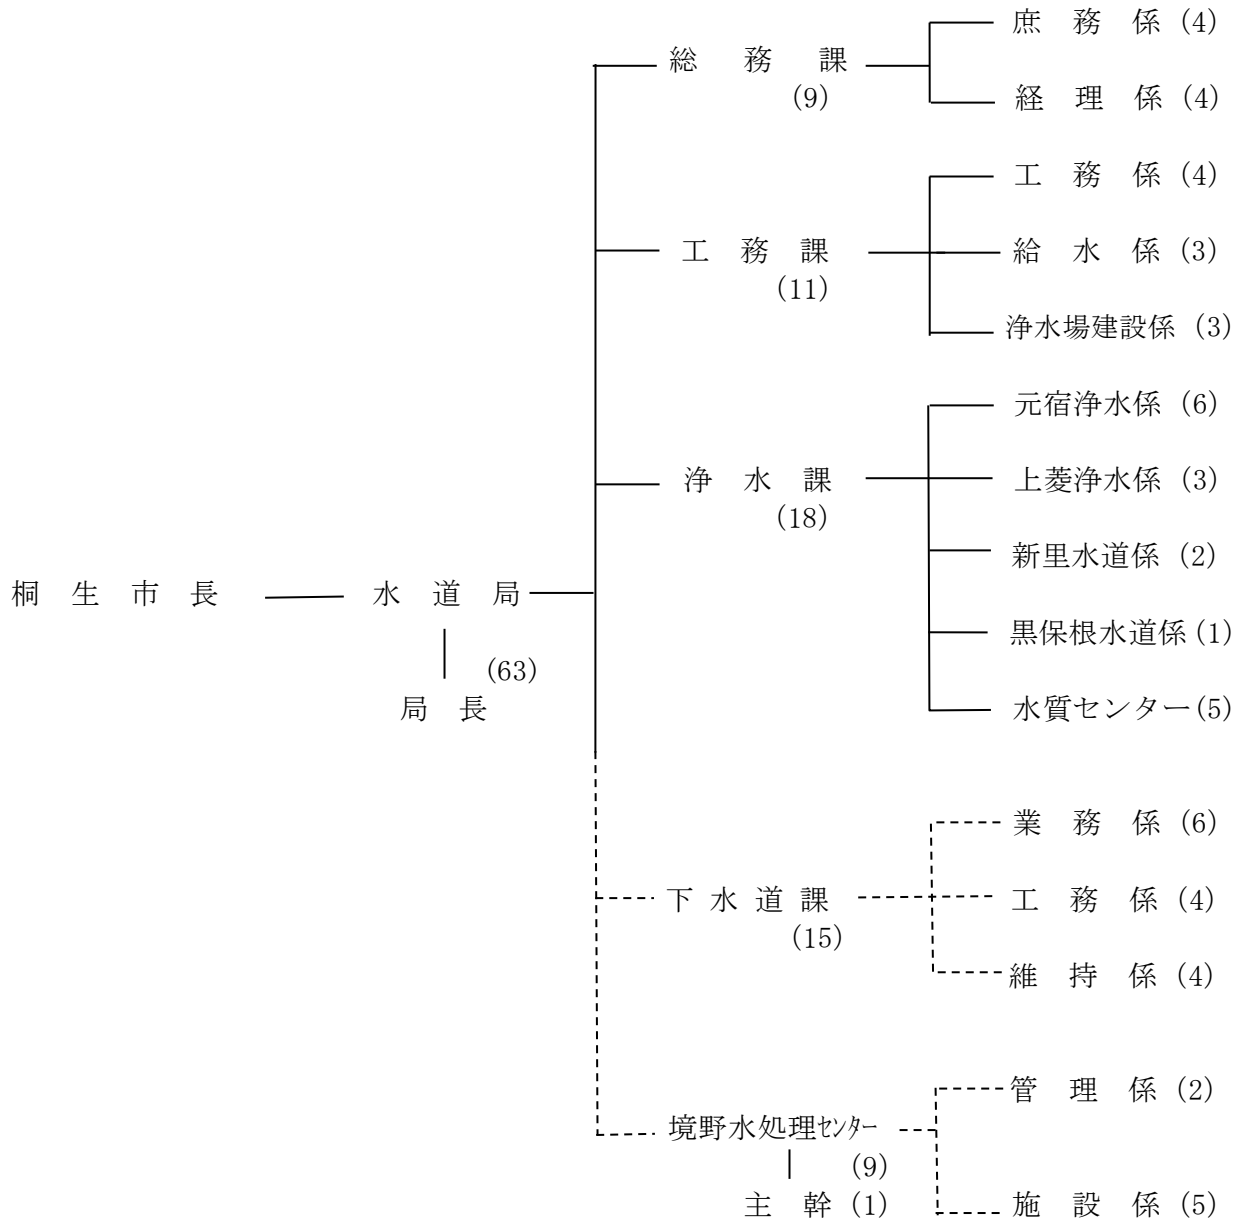 庶務係 (4)
総務課
(9)
経理係 (4)
工務係 (4)
工務課
給水係 (3)
(11)
浄水場建設係 (3)
元宿浄水係 (6)
浄水課
上菱浄水係 (3)
(18)
新里水道係 (2)
桐生市長
水道局
黒保根水道係 (1)
(63)
局長
水質センター (5)
業務係 (6)
下水道課
工務係 (4)
(15)
維持係 (4)
管理係 (2)
境野水処理センター
(9)
主幹 (1)
施設係 (5)